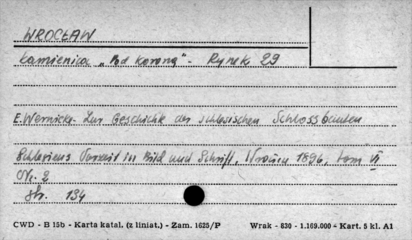 WROCŁAW
Kamienica „Pod koroną" - Rynek 29
E. Wernicke - Zur Geschichte der schlesischen Schlossbauten
Schlesiens Vorzeit in Bild und Schrift, Wrocław 1896, tom VI
Nr. 2
str. 134
CWD - B 15b - Karta katal. (z liniat.) - Zam. 1625/P Wrak - 830 - 1.169.000 - Kart. 5 kl. A1